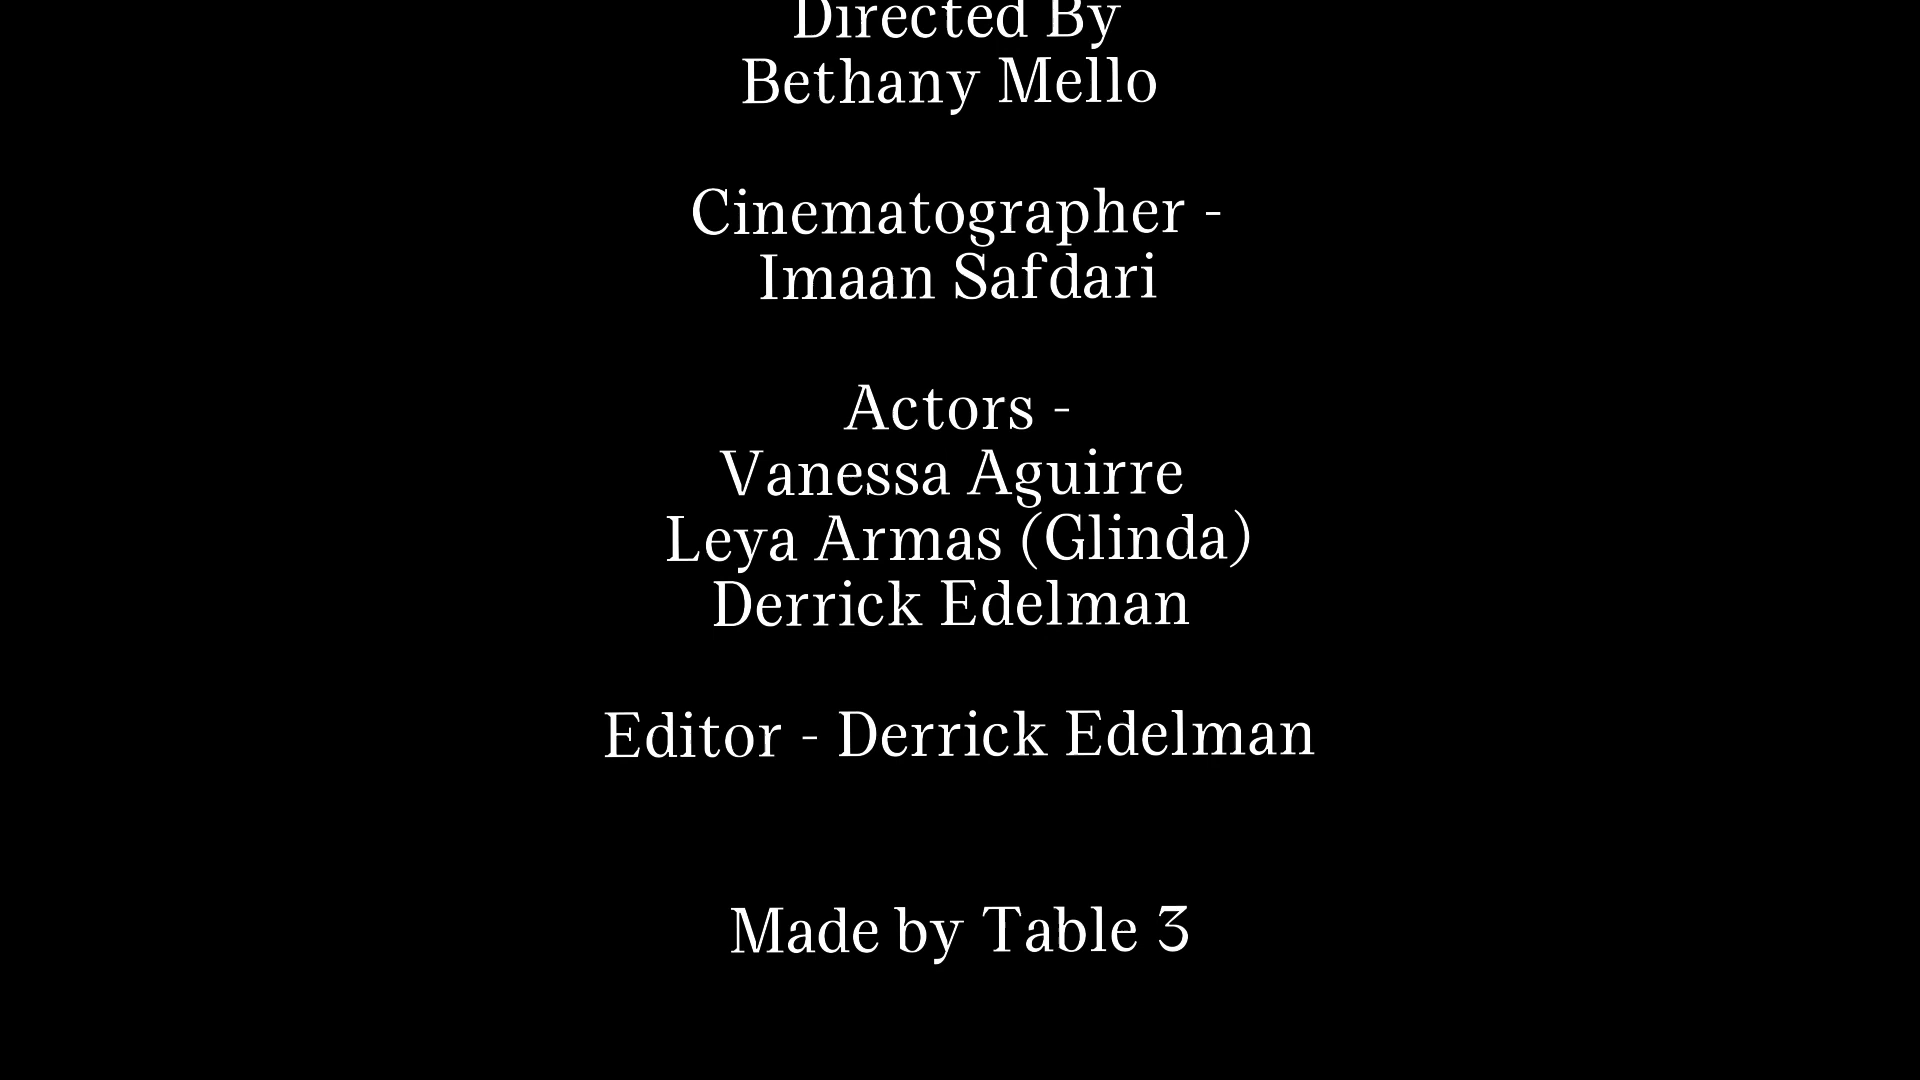 Directed By
Bethany Mello
Cinematographer -
Imaan Safdari
Actors -
Vanessa Aguirre
Leya Armas (Glinda)
Derrick Edelman
Editor - Derrick Edelman
Made by Table 3